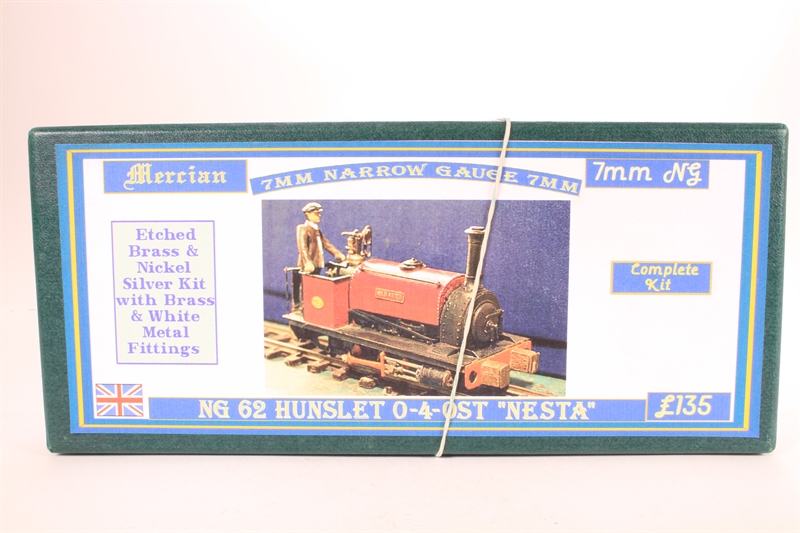 Mercian
7MM NARROW GAUGE 7MM
7mm NG
Etched
Brass &
Nickel
Silver Kit
with Brass
& White
Metal
Fittings
Complete
Kit
NG 62 HUNSLET 0-4-0ST "NESTA"
£135